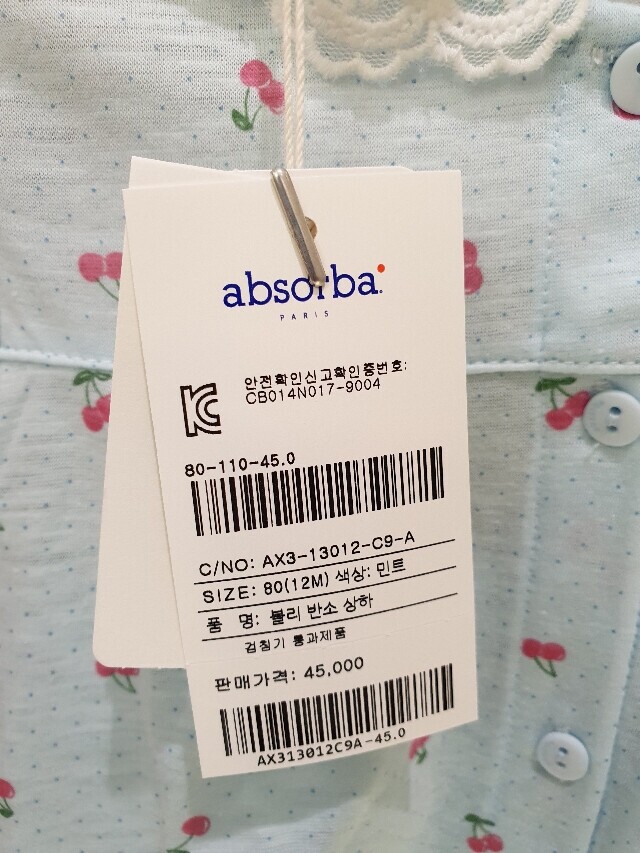 absorba
PARIS
안전확인신고확인증번호:
CB014N017-9004
80-110-45.0
C/NO: AX3-13012-C9-A
SIZE: 80(12M) 색상: 민트
품 명: 불리 반소 상하
검침기 통과제품
판매가격: 45,000
AX313012C9A-45.0